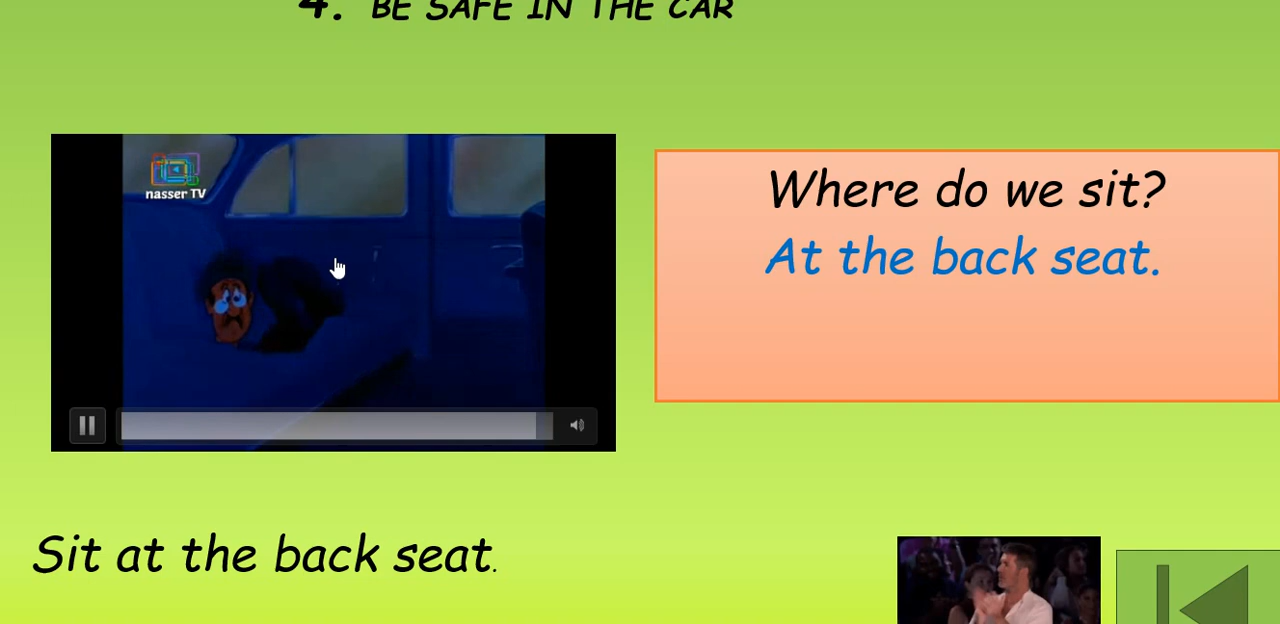 4. BE SAFE IN THE CAR
nasser TV
Where do we sit?
At the back seat.
Sit at the back seat.